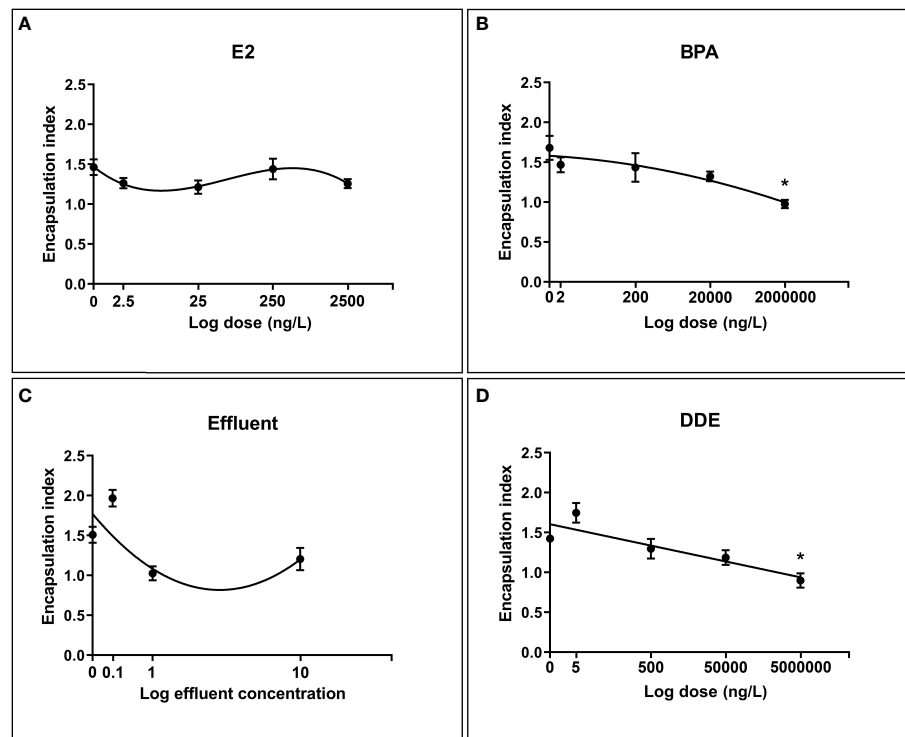 A
E2
Encapsulation index
2.5
2.0
1.5
1.0
0.5
0.0
0 2.5 25 250 2500
Log dose (ng/L)
B
BPA
Encapsulation index
2.5
2.0
1.5
1.0
0.5
0.0
*
0 2 200 20000 2000000
Log dose (ng/L)
C
Effluent
Encapsulation index
2.5
2.0
1.5
1.0
0.5
0.0
0 0.1 1 10
Log effluent concentration
D
DDE
Encapsulation index
2.5
2.0
1.5
1.0
0.5
0.0
*
0 5 500 50000 5000000
Log dose (ng/L)